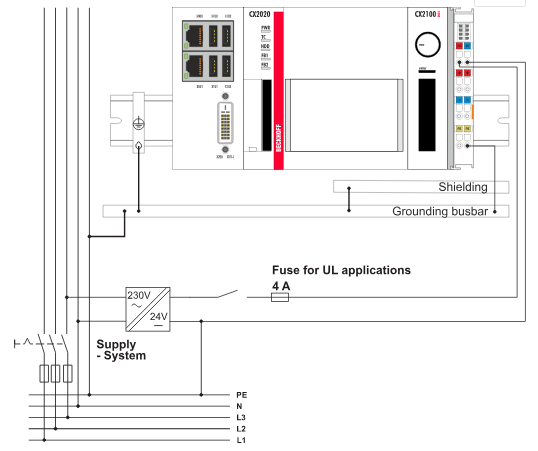 CX2020
CX2100
PWR
TC
HDD
FB1
FB2
BECKHOFF
Shielding
Grounding busbar
Fuse for UL applications
4 A
230V
24V
Supply
- System
PE
N
L3
L2
L1